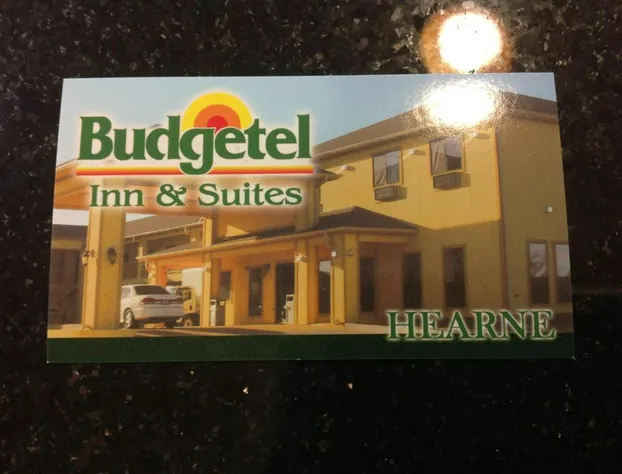 Budgetel
Inn & Suites
HEARNE